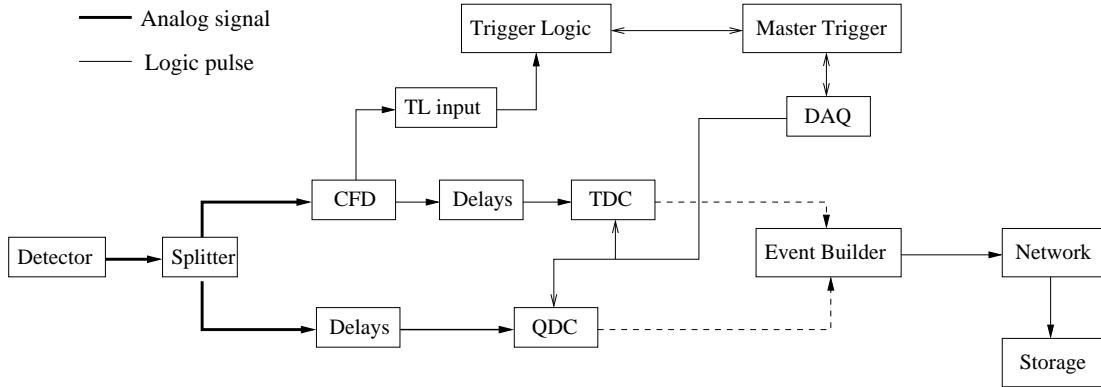 Analog signal
Logic pulse
Trigger Logic
Master Trigger
TL input
DAQ
CFD
Delays
TDC
Detector
Splitter
Event Builder
Network
Delays
QDC
Storage